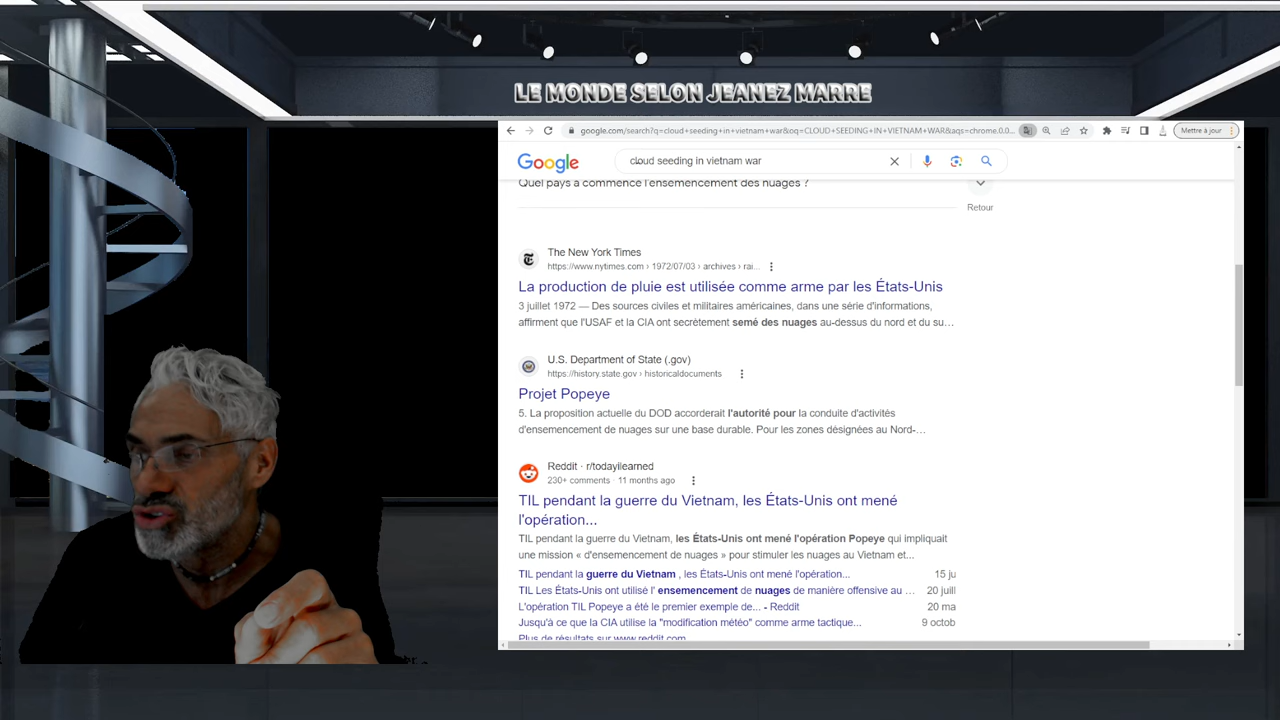 LE MONDE SELON JEANEZ MARRE
google.com/search?q=cloud+seeding+in+vietnam+war&oq=CLOUD+SEEDING+IN+VIETNAM+WAR&aqs=chrome.0.0...
Mettre à jour
Google
cloud seeding in vietnam war
Quel pays a commencé l'ensemencement des nuages ?
Retour
The New York Times
https://www.nytimes.com › 1972/07/03 › archives › rai...
La production de pluie est utilisée comme arme par les États-Unis
3 juillet 1972 — Des sources civiles et militaires américaines, dans une série d'informations,
affirment que l'USAF et la CIA ont secrètement semé des nuages au-dessus du nord et du su…
U.S. Department of State (.gov)
https://history.state.gov › historicaldocuments
Projet Popeye
5. La proposition actuelle du DOD accorderait l'autorité pour la conduite d'activités
d'ensemencement de nuages sur une base durable. Pour les zones désignées au Nord-…
Reddit · r/todayilearned
230+ comments · 11 months ago
TIL pendant la guerre du Vietnam, les États-Unis ont mené
l'opération...
TIL pendant la guerre du Vietnam, les États-Unis ont mené l'opération Popeye qui impliquait
une mission « d'ensemencement de nuages » pour stimuler les nuages au Vietnam et...
TIL pendant la guerre du Vietnam , les États-Unis ont mené l'opération... 15 ju
TIL Les États-Unis ont utilisé l' ensemencement de nuages de manière offensive au … 20 juill
L'opération TIL Popeye a été le premier exemple de... - Reddit 20 ma
Jusqu'à ce que la CIA utilise la "modification météo" comme arme tactique... 9 octob
Plus de résultats sur www.reddit.com